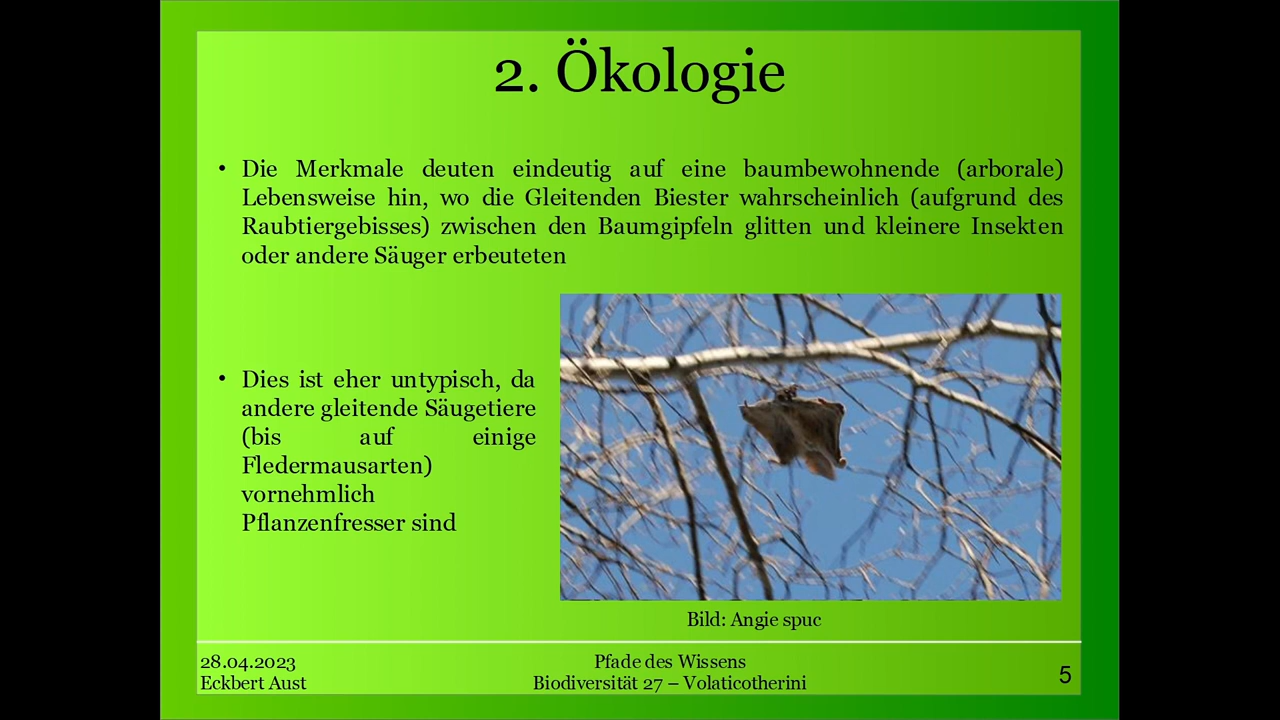 2. Ökologie
• Die Merkmale deuten eindeutig auf eine baumbewohnende (arborale)
Lebensweise hin, wo die Gleitenden Biester wahrscheinlich (aufgrund des
Raubtiergebisses) zwischen den Baumgipfeln glitten und kleinere Insekten
oder andere Säuger erbeuteten
• Dies ist eher untypisch, da
andere gleitende Säugetiere
(bis auf einige
Fledermausarten)
vornehmlich
Pflanzenfresser sind
Bild: Angie spuc
28.04.2023
Eckbert Aust
Pfade des Wissens
Biodiversität 27 – Volaticotherini
5